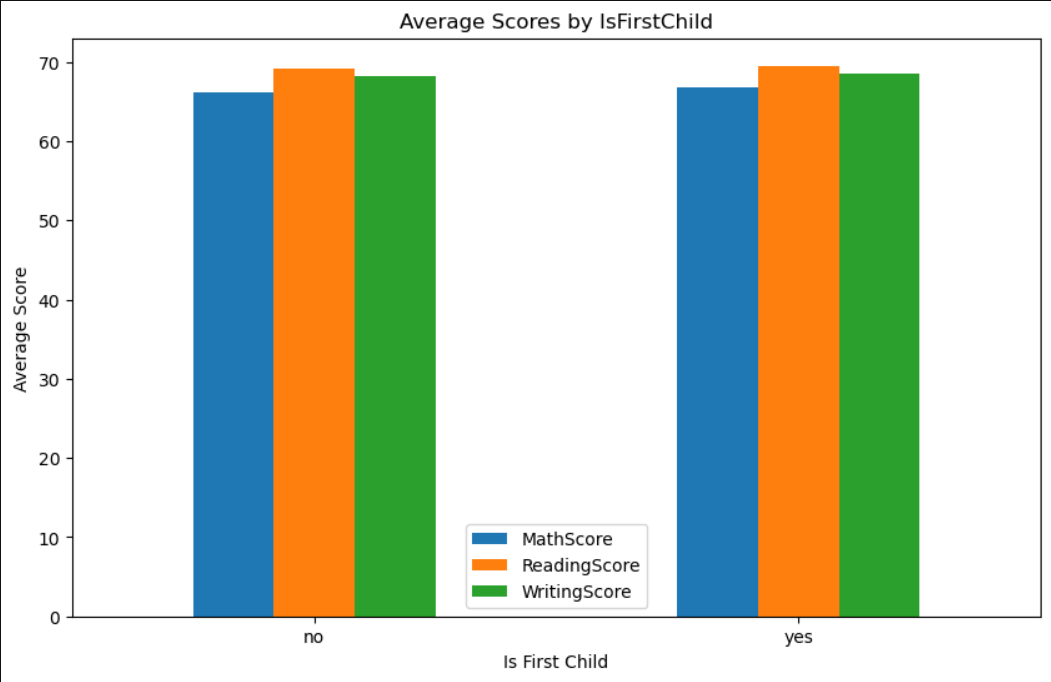 Average Scores by IsFirstChild
70
60
50
40
30
20
10
0
Average Score
MathScore
ReadingScore
WritingScore
no
yes
Is First Child